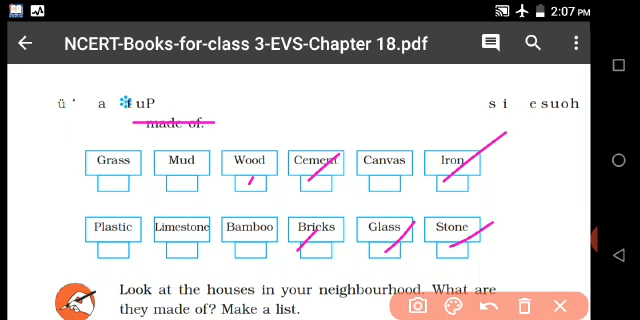 2:07PM
NCERT-Books-for-class 3-EVS-Chapter 18.pdf
ü ' a t uP s i e s u o h
made of.
Grass Mud Wood Cement Canvas Iron
Plastic Limestone Bamboo Bricks Glass Stone
Look at the houses in your neighbourhood. What are
they made of? Make a list.